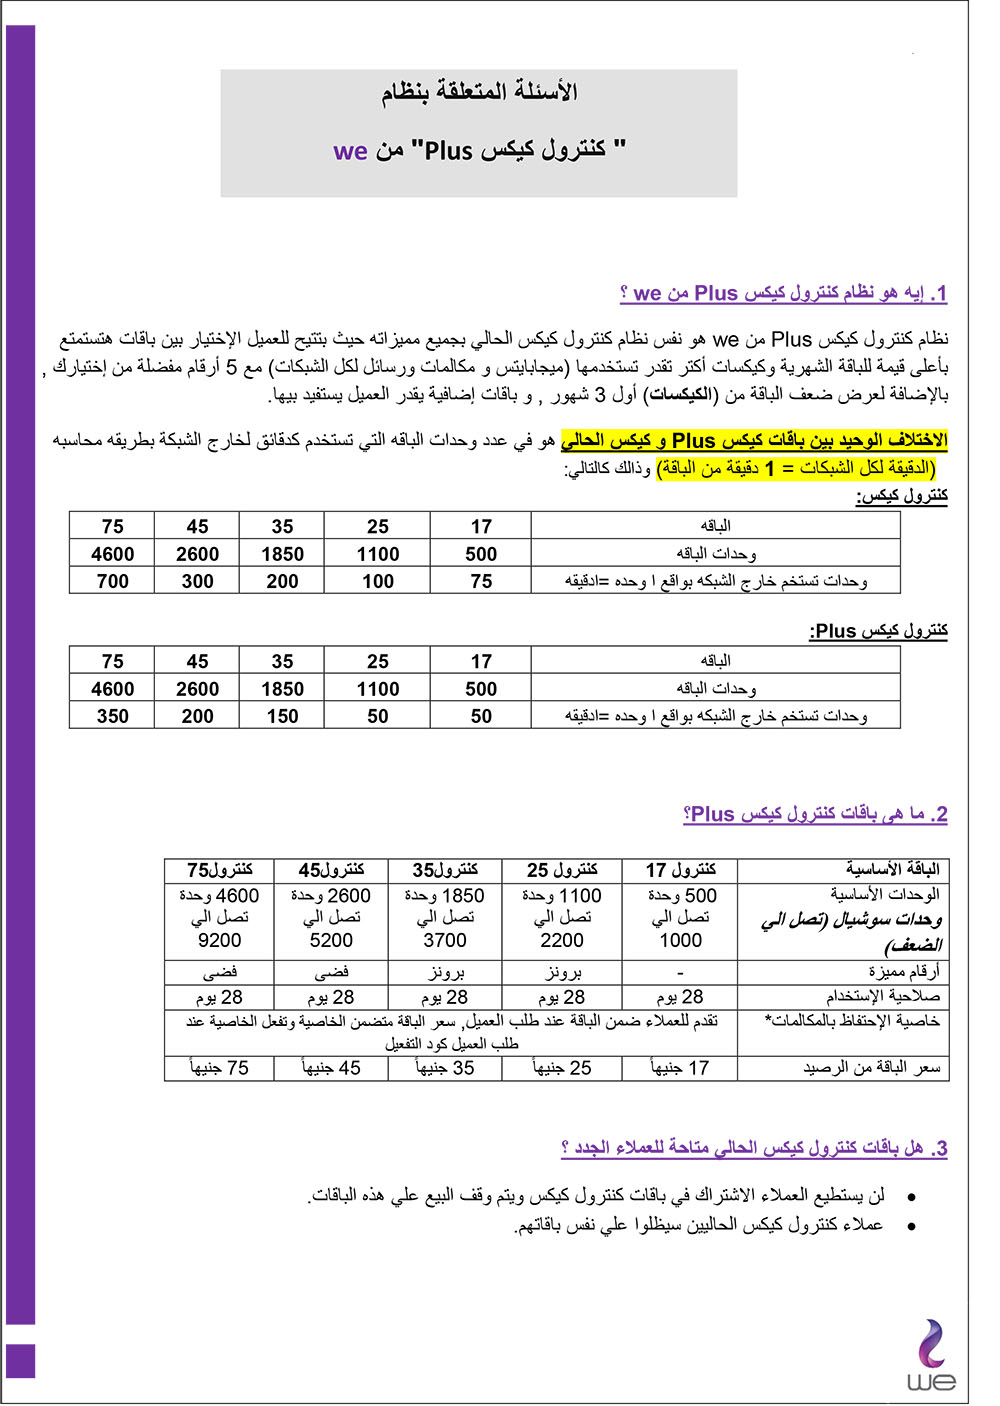 الأسئلة المتعلقة بنظام
" كنترول كيكس Plus" من we
1. إيه هو نظام كنترول كيكس Plus من we ؟
نظام كنترول كيكس Plus من we هو نفس نظام كنترول كيكس الحالي بجميع مميزاته حيث بتتيح للعميل الإختيار بين باقات هتستمتع
بأعلى قيمة للباقة الشهرية وكيكسات أكتر تقدر تستخدمها (ميجابايتس و مكالمات ورسائل لكل الشبكات) مع 5 أرقام مفضلة من إختيارك ,
بالإضافة لعرض ضعف الباقة من (الكيكسات) أول 3 شهور , و باقات إضافية يقدر العميل يستفيد بيها.
الاختلاف الوحيد بين باقات كيكس Plus و كيكس الحالي هو في عدد وحدات الباقه التي تستخدم كدقائق لخارج الشبكة بطريقه محاسبه
(الدقيقة لكل الشبكات = 1 دقيقة من الباقة) وذالك كالتالي:
كنترول كيكس:
الباقه 17 25 35 45 75
وحدات الباقه 500 1100 1850 2600 4600
وحدات تستخم خارج الشبكه بواقع ا وحده =ادقيقه 75 100 200 300 700
كنترول كيكس Plus:
الباقه 17 25 35 45 75
وحدات الباقه 500 1100 1850 2600 4600
وحدات تستخم خارج الشبكه بواقع ا وحده =ادقيقه 50 50 150 200 350
2. ما هى باقات كنترول كيكس Plus؟
الباقة الأساسية كنترول 17 كنترول 25 كنترول35 كنترول45 كنترول75
الوحدات الأساسية 500 وحدة 1100 وحدة 1850 وحدة 2600 وحدة 4600 وحدة
وحدات سوشيال (تصل الي تصل الي تصل الي تصل الي تصل الي تصل الي
الضعف) 1000 2200 3700 5200 9200
أرقام مميزة - برونز برونز فضى فضى
صلاحية الإستخدام 28 يوم 28 يوم 28 يوم 28 يوم 28 يوم
خاصية الإحتفاظ بالمكالمات* تقدم للعملاء ضمن الباقة عند طلب العميل, سعر الباقة متضمن الخاصية وتفعل الخاصية عند
طلب العميل كود التفعيل
سعر الباقة من الرصيد 17 جنيهاً 25 جنيهاً 35 جنيهاً 45 جنيهاً 75 جنيهاً
3. هل باقات كنترول كيكس الحالي متاحة للعملاء الجدد ؟
• لن يستطيع العملاء الاشتراك في باقات كنترول كيكس ويتم وقف البيع علي هذه الباقات.
• عملاء كنترول كيكس الحاليين سيظلوا علي نفس باقاتهم.
we